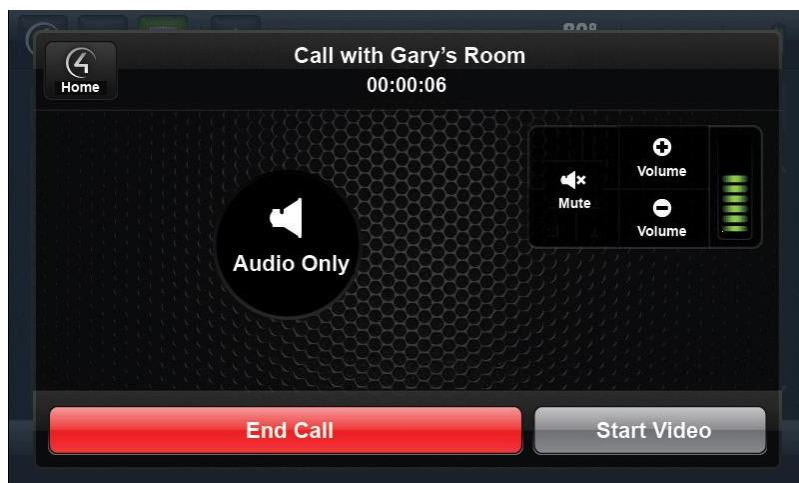 Call with Gary's Room
00:00:06
Home
Volume
Mute
Volume
Audio Only
End Call
Start Video